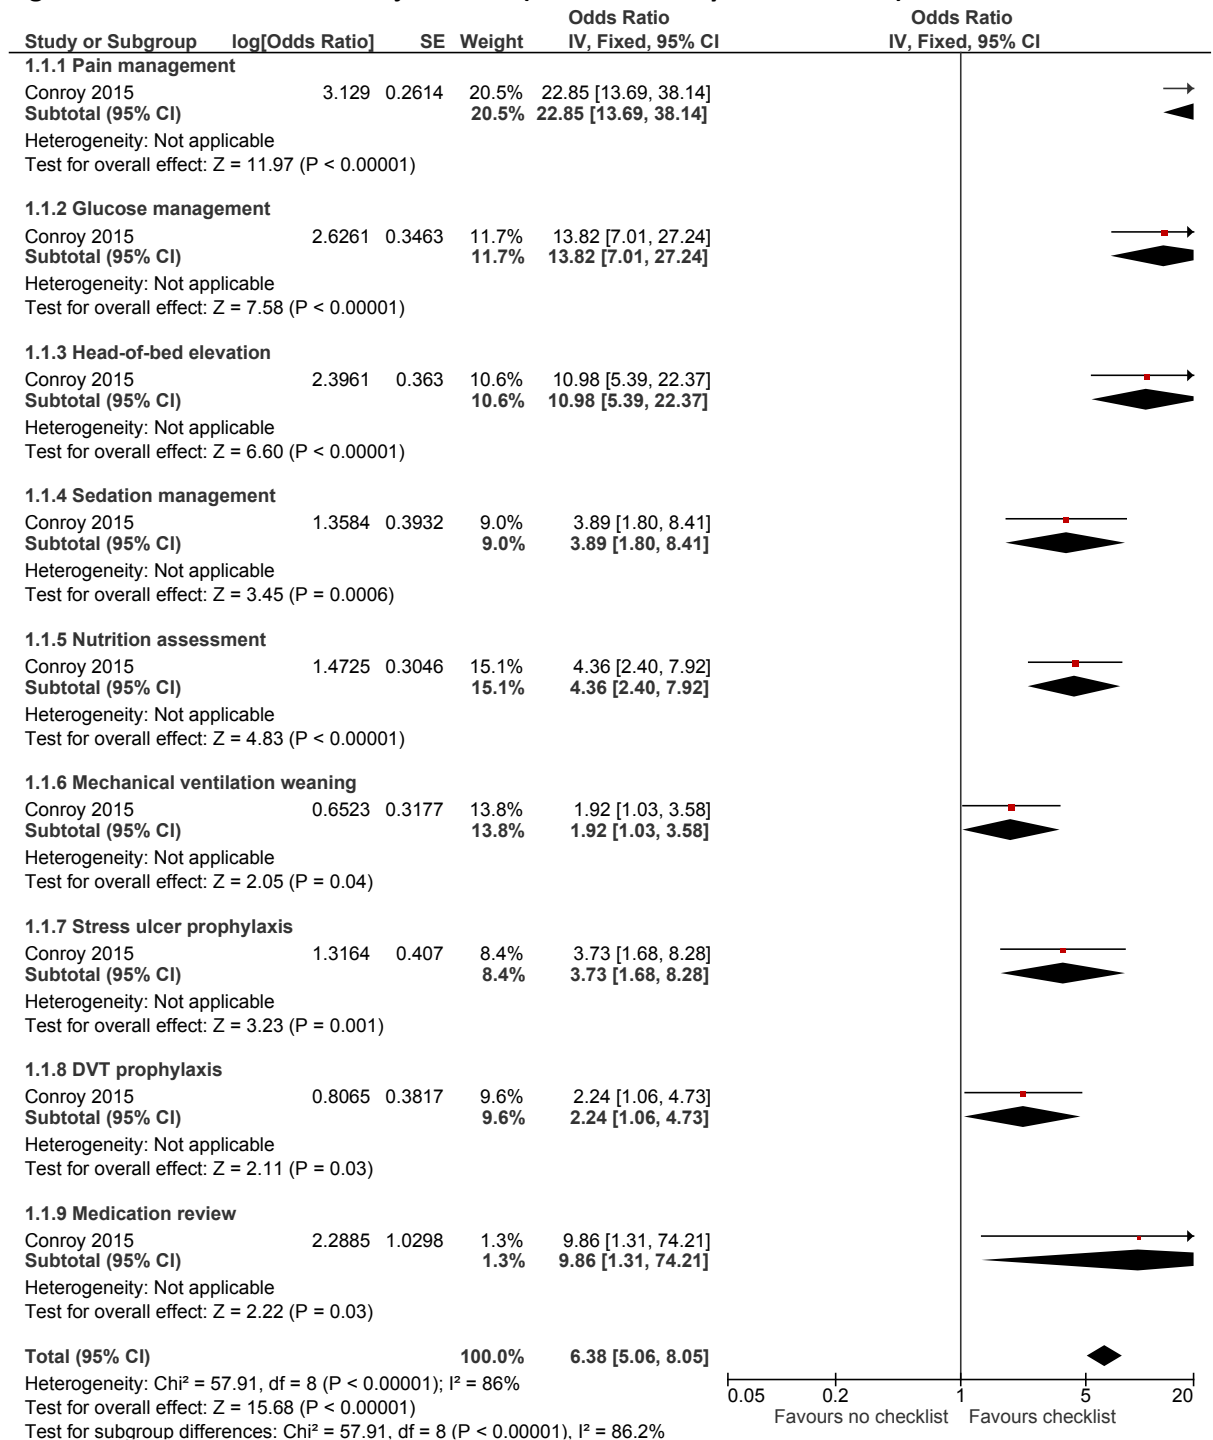 Odds Ratio Odds Ratio
Study or Subgroup log[Odds Ratio] SE Weight IV, Fixed, 95% CI IV, Fixed, 95% CI
1.1.1 Pain management
Conroy 2015 3.129 0.2614 20.5% 22.85 [13.69, 38.14]
Subtotal (95% CI) 20.5% 22.85 [13.69, 38.14]
Heterogeneity: Not applicable
Test for overall effect: Z = 11.97 (P < 0.00001)
1.1.2 Glucose management
Conroy 2015 2.6261 0.3463 11.7% 13.82 [7.01, 27.24]
Subtotal (95% CI) 11.7% 13.82 [7.01, 27.24]
Heterogeneity: Not applicable
Test for overall effect: Z = 7.58 (P < 0.00001)
1.1.3 Head-of-bed elevation
Conroy 2015 2.3961 0.363 10.6% 10.98 [5.39, 22.37]
Subtotal (95% CI) 10.6% 10.98 [5.39, 22.37]
Heterogeneity: Not applicable
Test for overall effect: Z = 6.60 (P < 0.00001)
1.1.4 Sedation management
Conroy 2015 1.3584 0.3932 9.0% 3.89 [1.80, 8.41]
Subtotal (95% CI) 9.0% 3.89 [1.80, 8.41]
Heterogeneity: Not applicable
Test for overall effect: Z = 3.45 (P = 0.0006)
1.1.5 Nutrition assessment
Conroy 2015 1.4725 0.3046 15.1% 4.36 [2.40, 7.92]
Subtotal (95% CI) 15.1% 4.36 [2.40, 7.92]
Heterogeneity: Not applicable
Test for overall effect: Z = 4.83 (P < 0.00001)
1.1.6 Mechanical ventilation weaning
Conroy 2015 0.6523 0.3177 13.8% 1.92 [1.03, 3.58]
Subtotal (95% CI) 13.8% 1.92 [1.03, 3.58]
Heterogeneity: Not applicable
Test for overall effect: Z = 2.05 (P = 0.04)
1.1.7 Stress ulcer prophylaxis
Conroy 2015 1.3164 0.407 8.4% 3.73 [1.68, 8.28]
Subtotal (95% CI) 8.4% 3.73 [1.68, 8.28]
Heterogeneity: Not applicable
Test for overall effect: Z = 3.23 (P = 0.001)
1.1.8 DVT prophylaxis
Conroy 2015 0.8065 0.3817 9.6% 2.24 [1.06, 4.73]
Subtotal (95% CI) 9.6% 2.24 [1.06, 4.73]
Heterogeneity: Not applicable
Test for overall effect: Z = 2.11 (P = 0.03)
1.1.9 Medication review
Conroy 2015 2.2885 1.0298 1.3% 9.86 [1.31, 74.21]
Subtotal (95% CI) 1.3% 9.86 [1.31, 74.21]
Heterogeneity: Not applicable
Test for overall effect: Z = 2.22 (P = 0.03)
Total (95% CI) 100.0% 6.38 [5.06, 8.05]
Heterogeneity: Chi² = 57.91, df = 8 (P < 0.00001); I² = 86%
0.05 0.2 1 5 20
Test for overall effect: Z = 15.68 (P < 0.00001)
Favours no checklist Favours checklist
Test for subgroup differences: Chi² = 57.91, df = 8 (P < 0.00001), I² = 86.2%